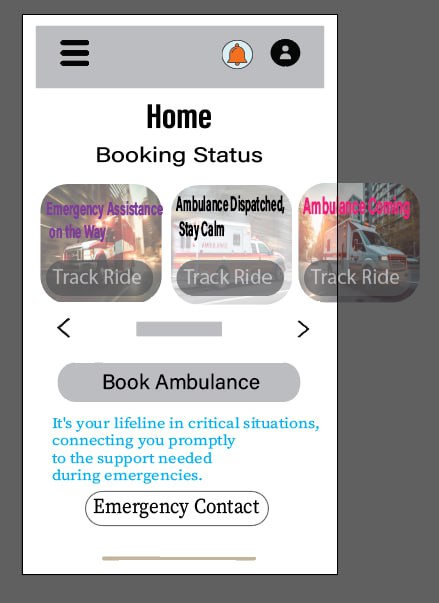 Home
Booking Status
Emergency Assistance
on the Way
Track Ride
Ambulance Dispatched,
Stay Calm
AMBULANCE
Track Ride
Ambulance Coming
Track Ride
Book Ambulance
It's your lifeline in critical situations,
connecting you promptly
to the support needed
during emergencies.
Emergency Contact